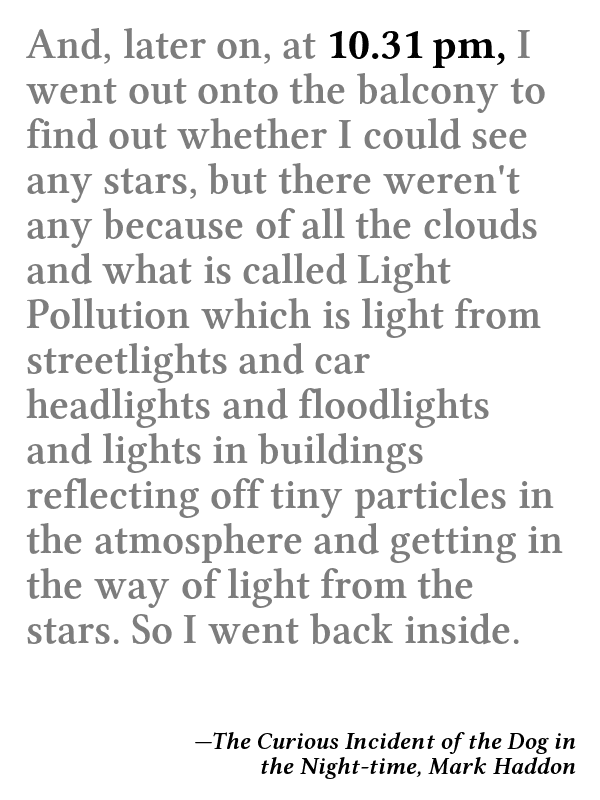 And, later on, at 10.31 pm, I
went out onto the balcony to
find out whether I could see
any stars, but there weren't
any because of all the clouds
and what is called Light
Pollution which is light from
streetlights and car
headlights and floodlights
and lights in buildings
reflecting off tiny particles in
the atmosphere and getting in
the way of light from the
stars. So I went back inside.
—The Curious Incident of the Dog in
the Night-time, Mark Haddon